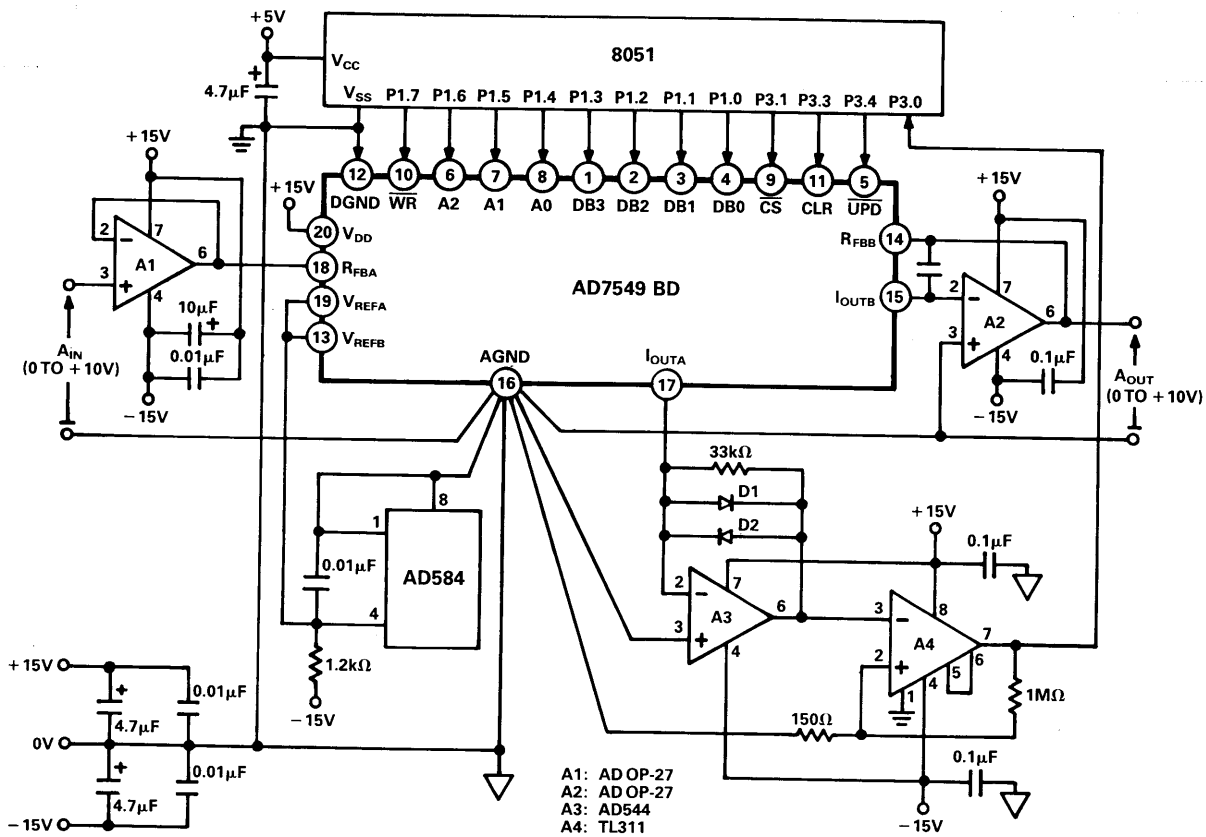 +5V
8051
VCC
4.7µF
+
VSS P1.7 P1.6 P1.5 P1.4 P1.3 P1.2 P1.1 P1.0 P3.1 P3.3 P3.4 P3.0
+15V
+15V
12 10 6 7 8 1 2 3 4 9 11 5
DGND WR A2 A1 A0 DB3 DB2 DB1 DB0 CS CLR UPD
+15V
20 VDD
14 RFBB
7
2
−
A1
6
3
+
4
18 RFBA
19 VREFA
13 VREFB
AD7549 BD
15 IOUTB
7
2
−
A2
6
3
+
4
10µF
+
0.01µF
−15V
AIN
(0 TO +10V)
AGND
16
IOUTA
17
0.1µF
−15V
AOUT
(0 TO +10V)
33kΩ
D1
D2
8
1
AD584
0.01µF
4
1.2kΩ
−15V
+15V
0.1µF
7
2
−
A3
6
3
+
4
8
3
−
A4
7
2
+
1
4
5
6
1MΩ
150Ω
+15V
+
4.7µF
0.01µF
0V
+
4.7µF
0.01µF
−15V
0.1µF
−15V
A1: AD OP-27
A2: AD OP-27
A3: AD544
A4: TL311